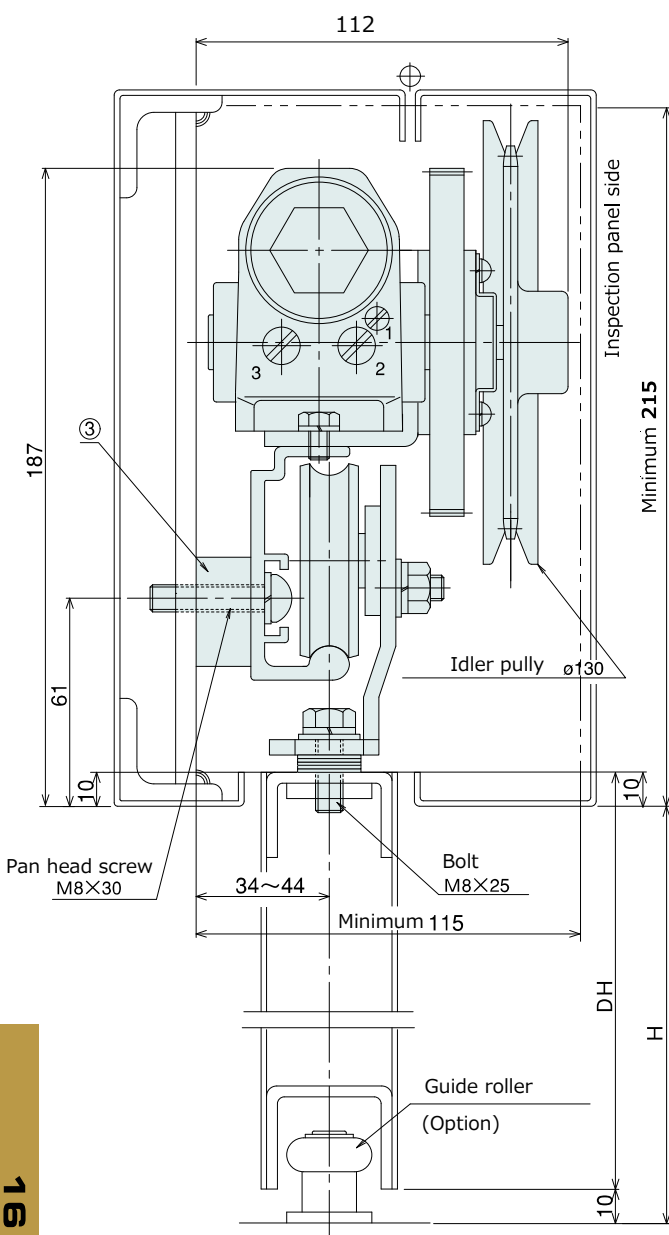 112
Inspection panel side
1
3
2
③
187
Minimum 215
Idler pully ø130
61
10
10
Pan head screw
M8×30
Bolt
M8×25
34~44
Minimum 115
DH
H
Guide roller
(Option)
10
16